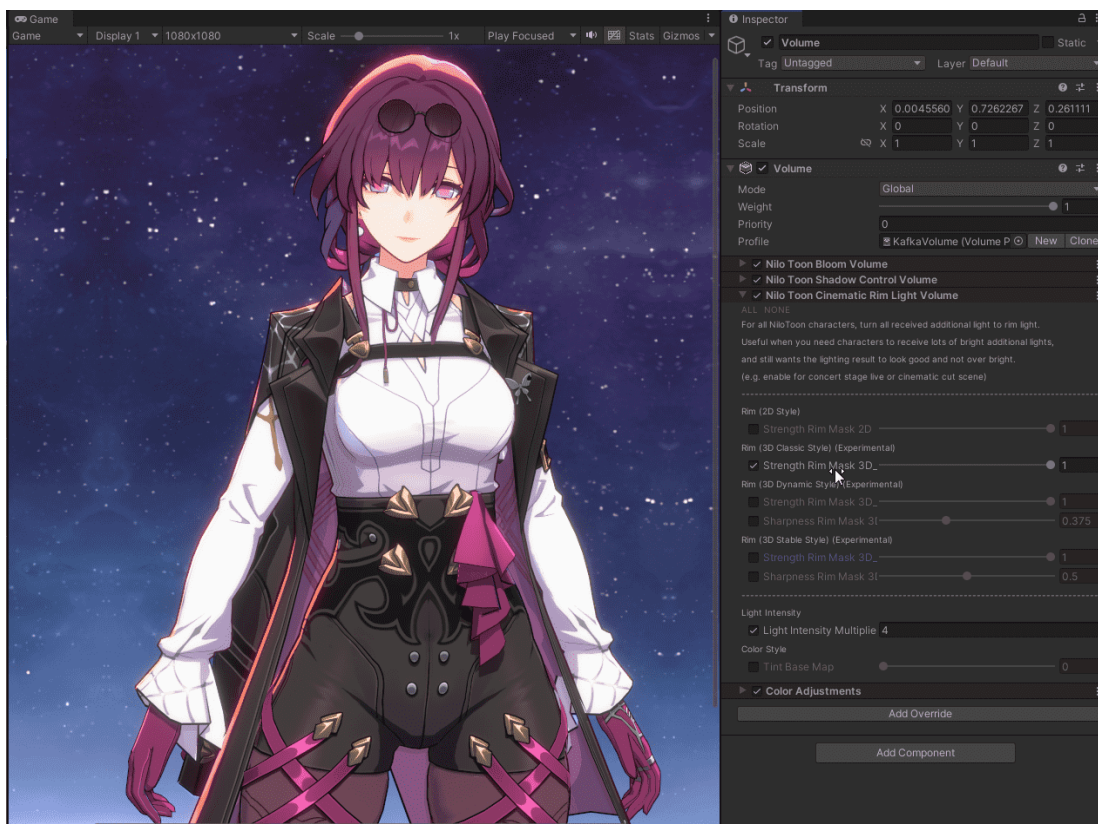 Game
Game Display 1 1080x1080 Scale 1x Play Focused Stats Gizmos
Inspector
Volume Static
Tag Untagged Layer Default
Transform
Position X 0.0045560 Y 0.7262267 Z 0.261111
Rotation X 0 Y 0 Z 0
Scale X 1 Y 1 Z 1
Volume
Mode Global
Weight 1
Priority 0
Profile KafkaVolume (Volume P New Clone
Nilo Toon Bloom Volume
Nilo Toon Shadow Control Volume
Nilo Toon Cinematic Rim Light Volume
ALL NONE
For all NiloToon characters, turn all received additional light to rim light.
Useful when you need characters to receive lots of bright additional lights,
and still wants the lighting result to look good and not over bright.
(e.g. enable for concert stage live or cinematic cut scene)
Rim (2D Style)
Strength Rim Mask 2D 1
Rim (3D Classic Style) (Experimental)
Strength Rim Mask 3D_ 1
Rim (3D Dynamic Style) (Experimental)
Strength Rim Mask 3D_ 1
Sharpness Rim Mask 3I 0.375
Rim (3D Stable Style) (Experimental)
Strength Rim Mask 3D_ 1
Sharpness Rim Mask 3I 0.5
Light Intensity
Light Intensity Multiplie 4
Color Style
Tint Base Map 0
Color Adjustments
Add Override
Add Component